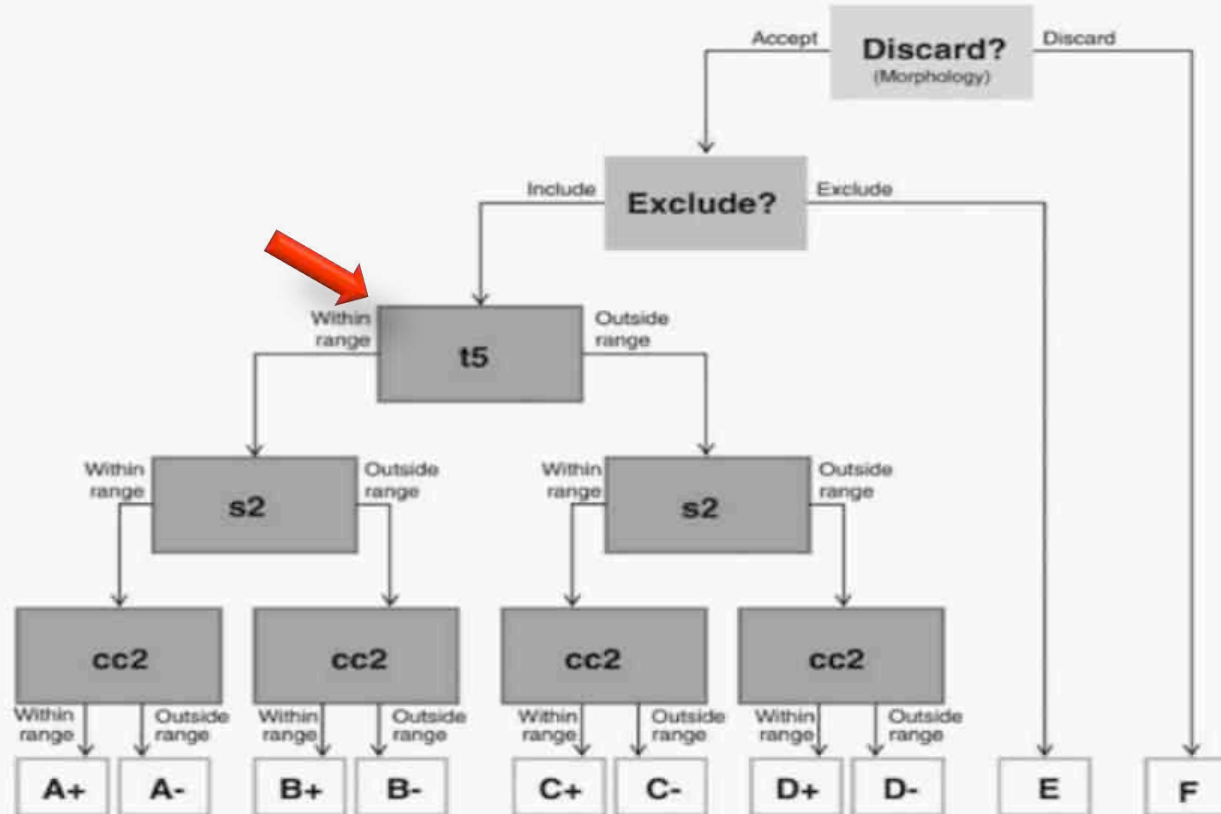 Accept
Discard?
(Morphology)
Discard
Include
Exclude?
Exclude
Within
range
t5
Outside
range
Within
range
s2
Outside
range
Within
range
s2
Outside
range
cc2
cc2
cc2
cc2
Within
range
Outside
range
Within
range
Outside
range
Within
range
Outside
range
Within
range
Outside
range
A+
A-
B+
B-
C+
C-
D+
D-
E
F